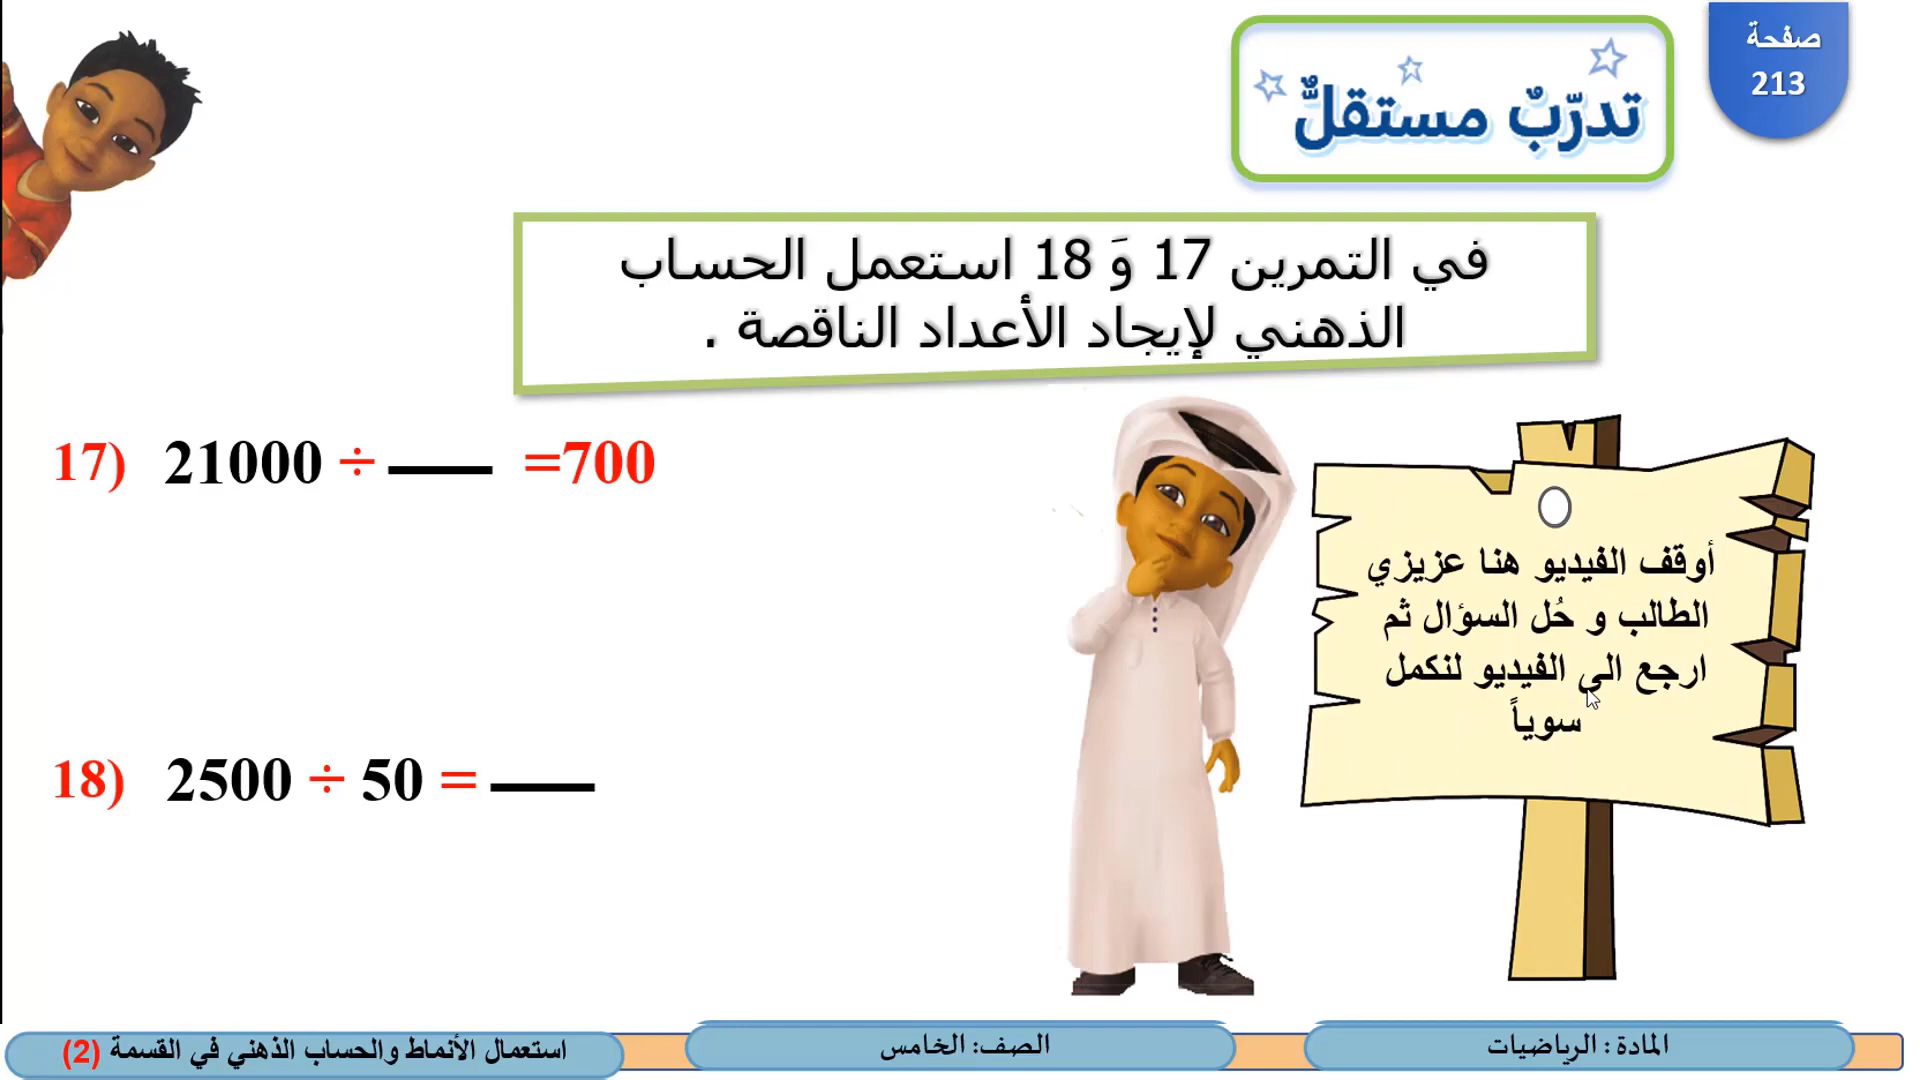 صفحة
213
تدرّبٌ مستقلٌّ
في التمرين 17 وَ 18 استعمل الحساب
الذهني لإيجاد الأعداد الناقصة .
17) 21000 ÷ ___ =700
أوقف الفيديو هنا عزيزي
الطالب و حُل السؤال ثم
ارجع الى الفيديو لنكمل
سوياً
18) 2500 ÷ 50 = ___
المادة : الرياضيات
الصف: الخامس
استعمال الأنماط والحساب الذهني في القسمة (2)